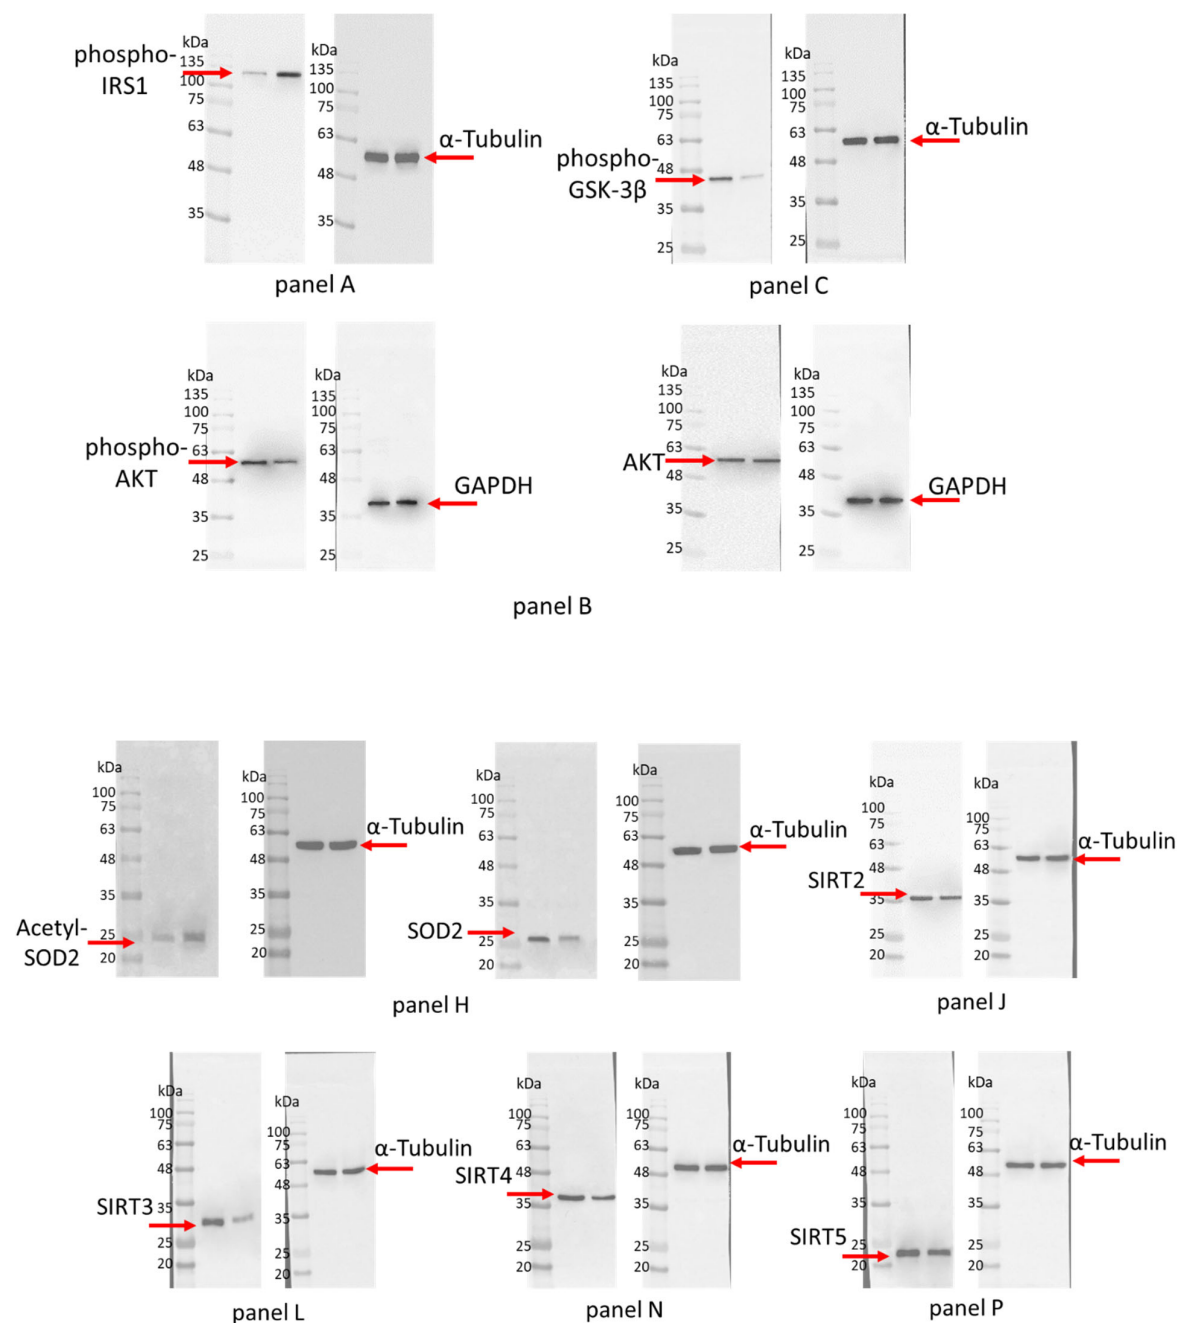 kDa
phospho-
IRS1
135
100
75
63
48
35
kDa
135
100
75
63
48
35
α-Tubulin
panel A
kDa
135
100
75
63
48
35
25
phospho-
GSK-3β
kDa
135
100
75
63
48
35
25
α-Tubulin
panel C
kDa
135
100
75
63
48
35
25
phospho-
AKT
kDa
135
100
75
63
48
35
25
GAPDH
kDa
135
100
75
63
48
35
25
AKT
kDa
135
100
75
63
48
35
25
GAPDH
panel B
kDa
100
75
63
48
35
25
20
Acetyl-
SOD2
kDa
100
75
63
48
35
25
20
α-Tubulin
kDa
100
75
63
48
35
25
20
SOD2
kDa
100
75
63
48
35
25
20
α-Tubulin
panel H
kDa
100
80
63
48
35
25
20
SIRT2
kDa
100
75
63
48
35
25
20
α-Tubulin
panel J
kDa
100
75
63
48
35
25
20
SIRT3
kDa
100
75
63
48
35
25
20
α-Tubulin
panel L
kDa
100
75
63
48
35
25
20
SIRT4
kDa
100
75
63
48
35
25
20
α-Tubulin
panel N
kDa
100
75
63
48
35
25
20
SIRT5
kDa
100
75
63
48
35
25
20
α-Tubulin
panel P